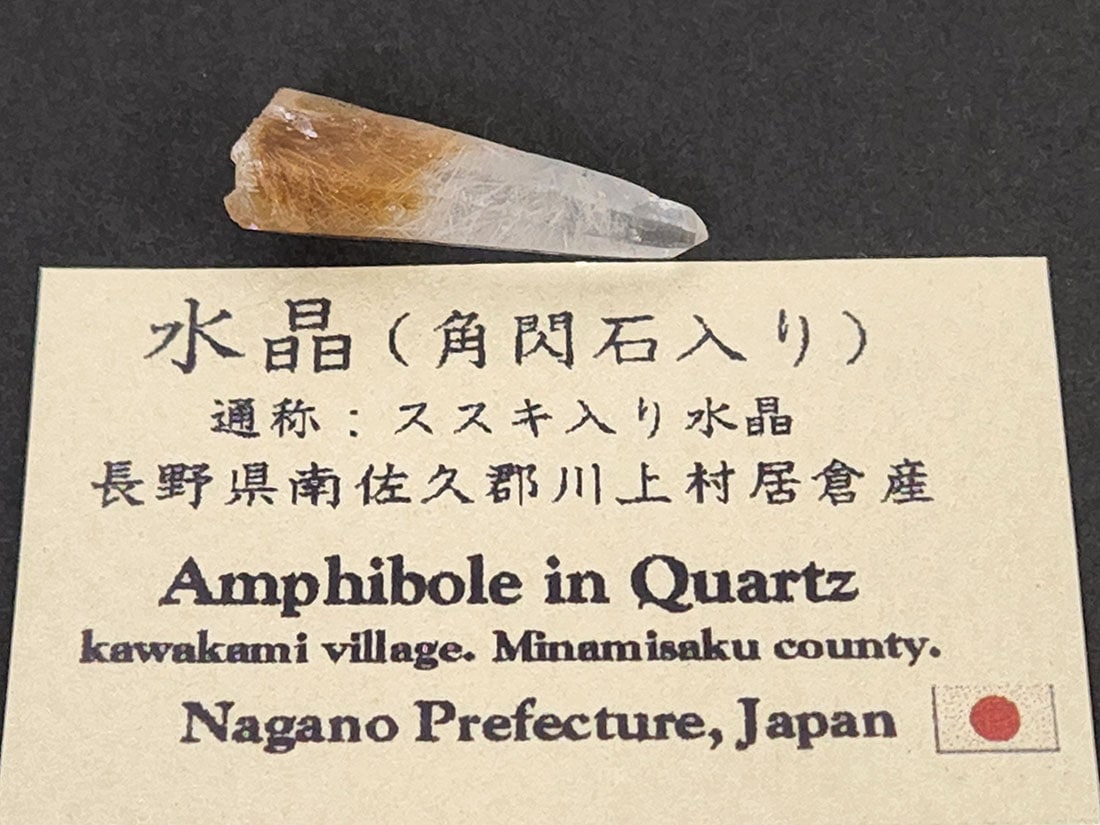 水晶(角閃石入り)
通称:ススキ入り水晶
長野県南佐久郡川上村居倉産
Amphibole in Quartz
kawakami village. Minamisaku county.
Nagano Prefecture, Japan